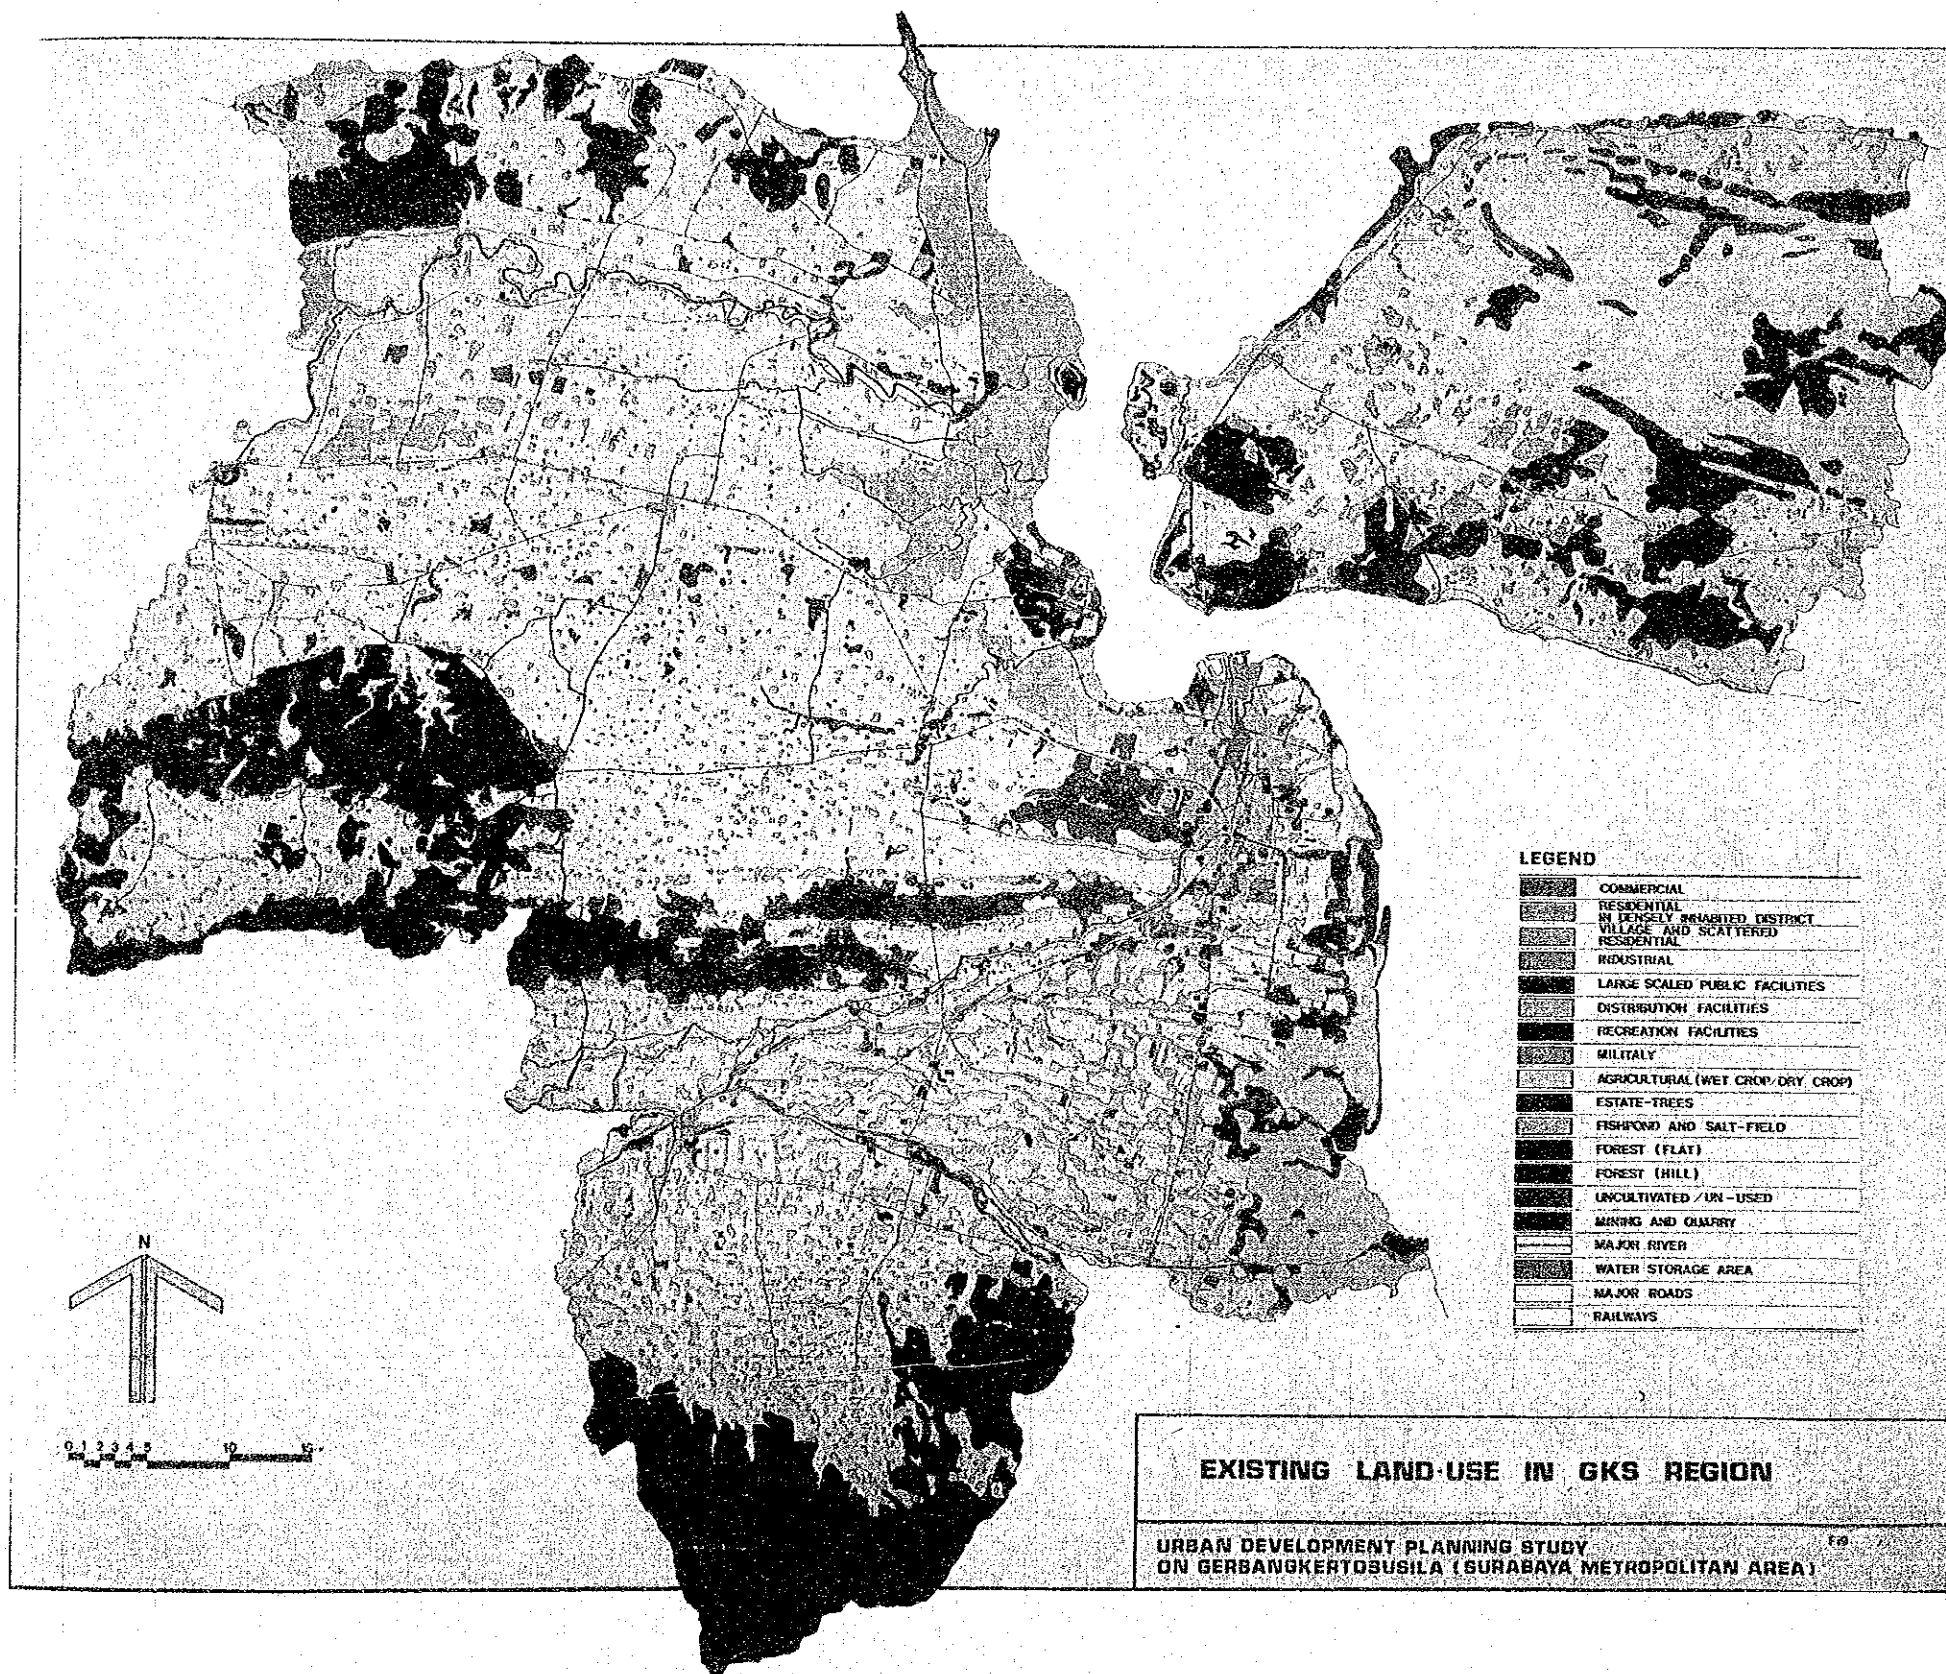 LEGEND
COMMERCIAL
RESIDENTIAL
IN DENSELY INHABITED DISTRICT
VILLAGE AND SCATTERED
RESIDENTIAL
INDUSTRIAL
LARGE SCALED PUBLIC FACILITIES
DISTRIBUTION FACILITIES
RECREATION FACILITIES
MILITALY
AGRICULTURAL (WET CROP/DRY CROP)
ESTATE-TREES
FISHPOND AND SALT-FIELD
FOREST (FLAT)
FOREST (HILL)
UNCULTIVATED / UN-USED
MINING AND QUARRY
MAJOR RIVER
WATER STORAGE AREA
MAJOR ROADS
RAILWAYS
N
0 1 2 3 4 5 10 15
EXISTING LAND-USE IN GKS REGION
URBAN DEVELOPMENT PLANNING STUDY
ON GERBANGKERTOSUSILA (SURABAYA METROPOLITAN AREA)